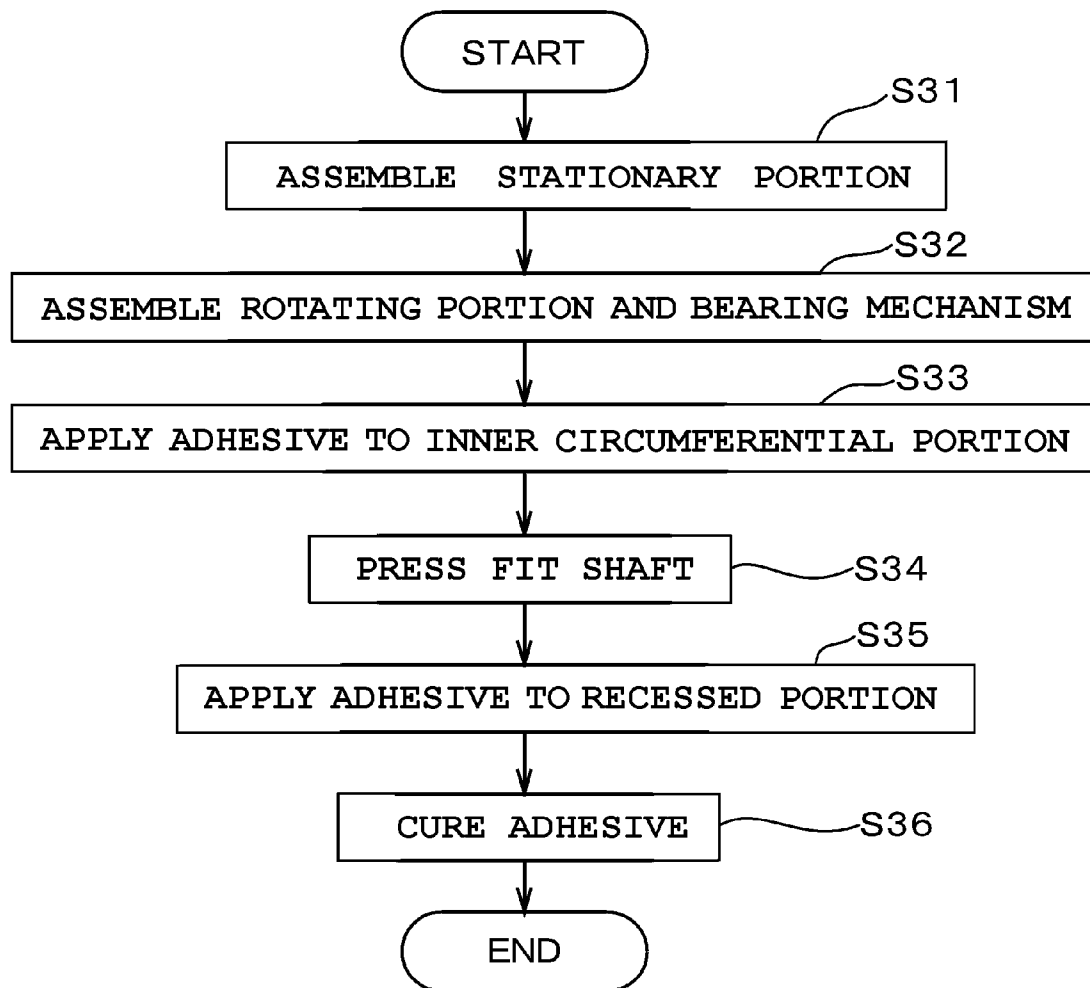 START
S31
ASSEMBLE STATIONARY PORTION
S32
ASSEMBLE ROTATING PORTION AND BEARING MECHANISM
S33
APPLY ADHESIVE TO INNER CIRCUMFERENTIAL PORTION
PRESS FIT SHAFT
S34
S35
APPLY ADHESIVE TO RECESSED PORTION
CURE ADHESIVE
S36
END